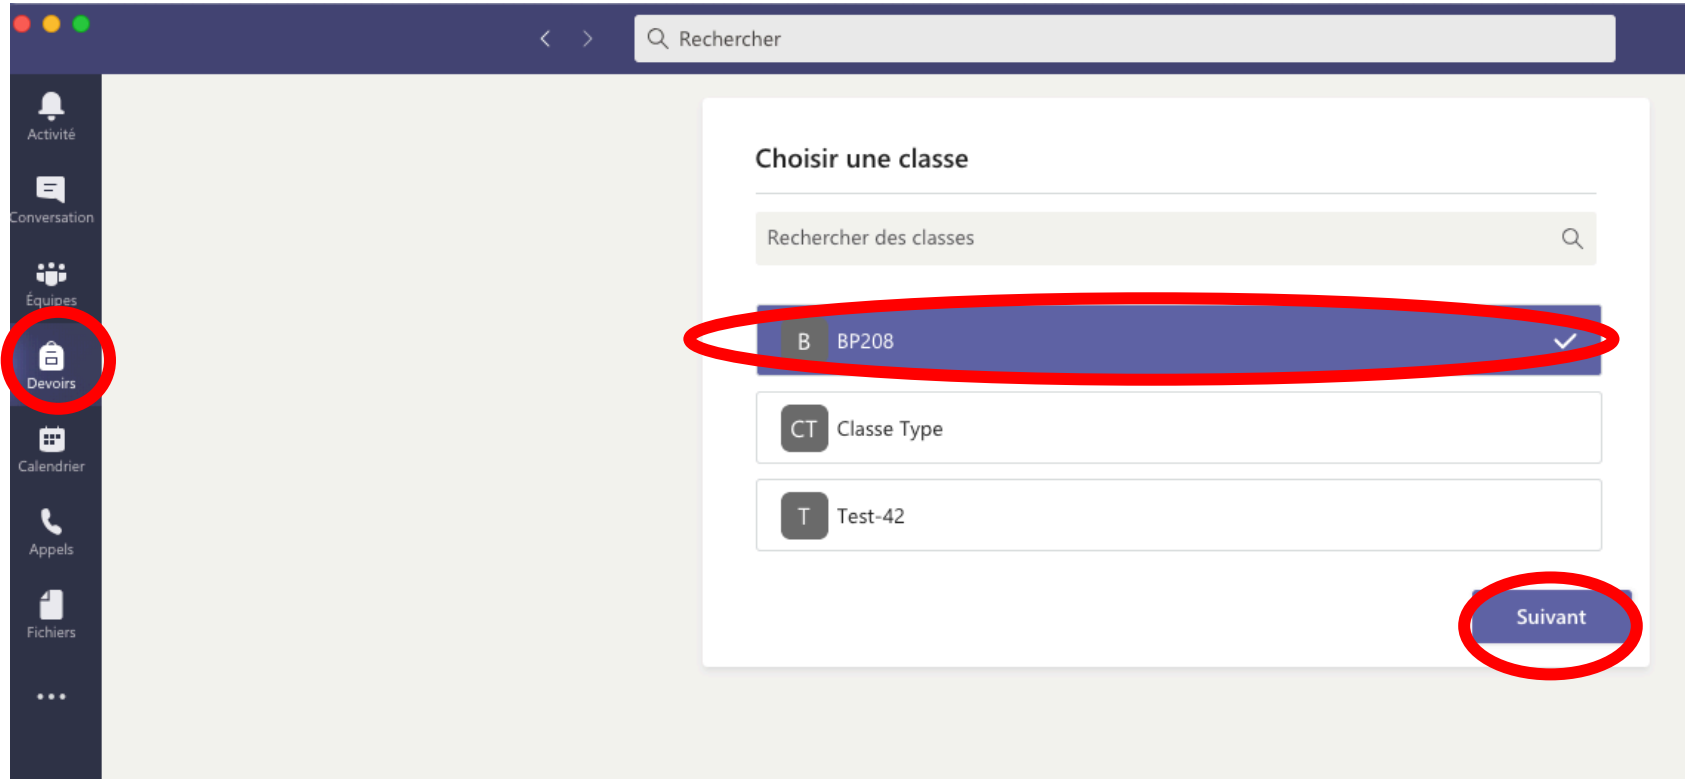 Rechercher
Activité
Conversation
Équipes
Devoirs
Calendrier
Appels
Fichiers
Choisir une classe
Rechercher des classes
B BP208
CT Classe Type
T Test-42
Suivant